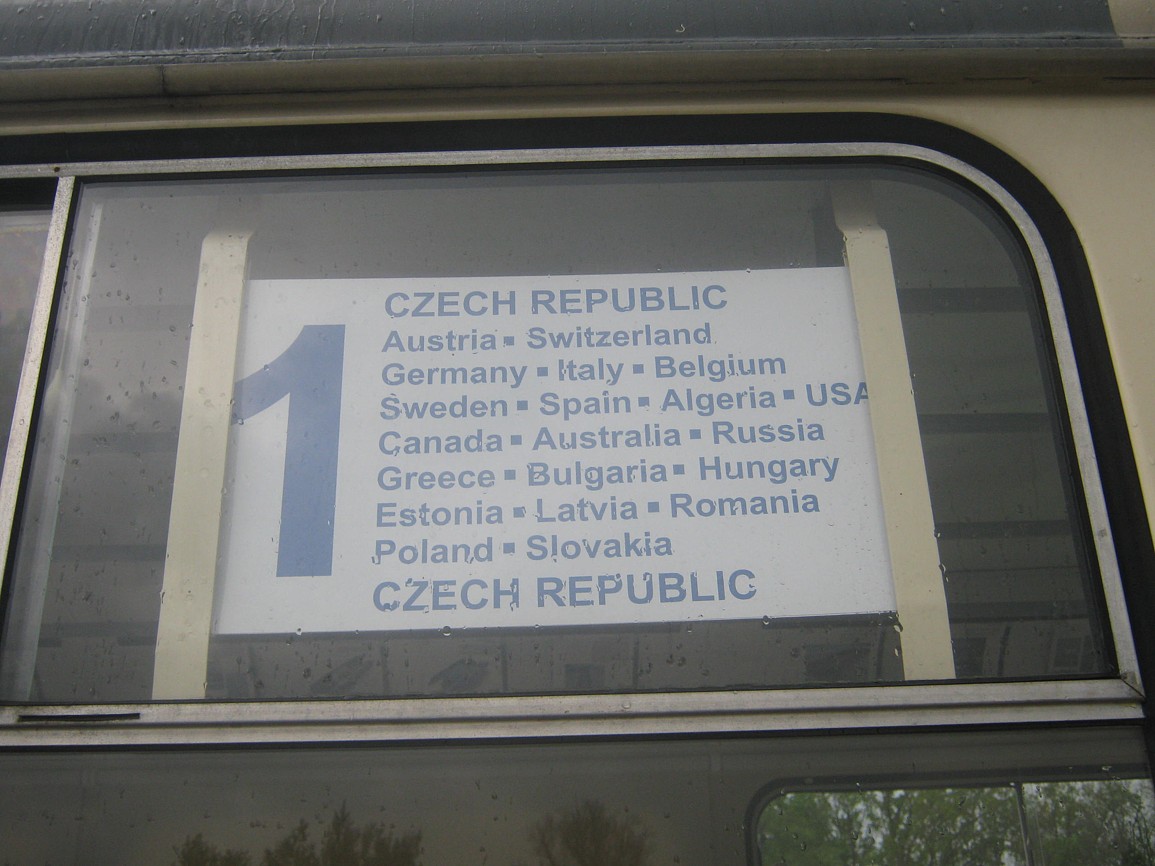 1
CZECH REPUBLIC
Austria ▪ Switzerland
Germany ▪ Italy ▪ Belgium
Sweden ▪ Spain ▪ Algeria ▪ USA
Canada ▪ Australia ▪ Russia
Greece ▪ Bulgaria ▪ Hungary
Estonia ▪ Latvia ▪ Romania
Poland ▪ Slovakia
CZECH REPUBLIC